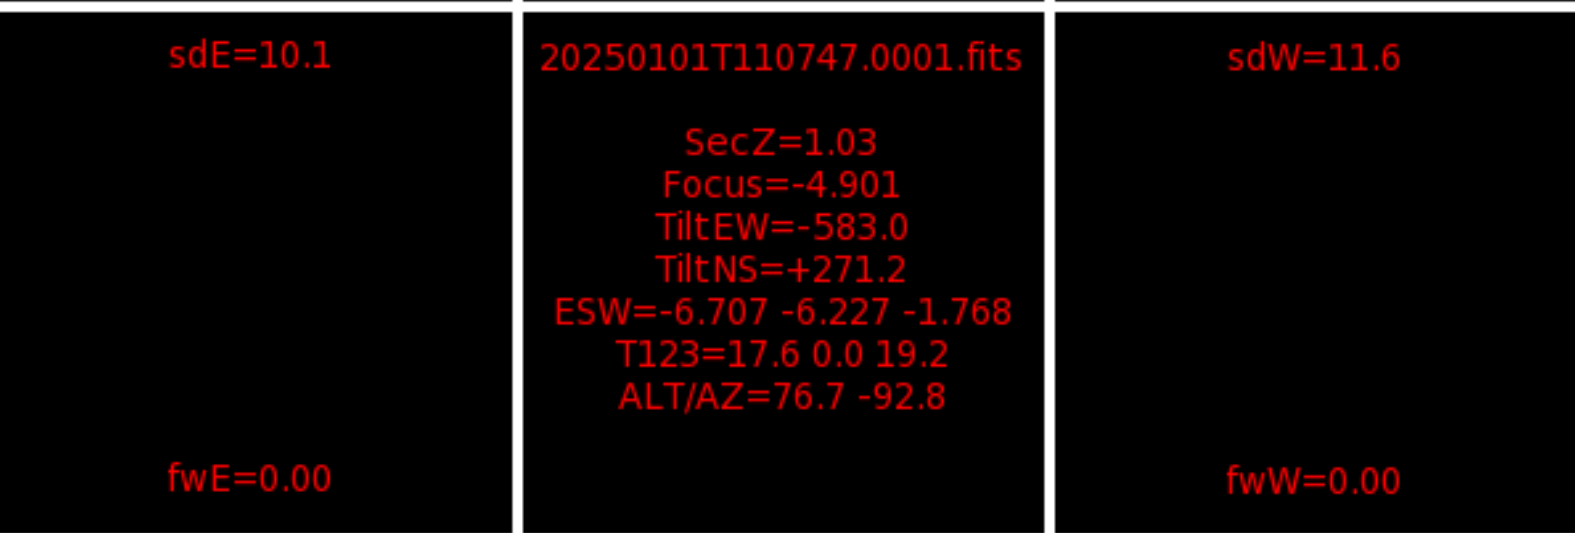 sdE=10.1
20250101T110747.0001.fits
sdW=11.6
SecZ=1.03
Focus=-4.901
TiltEW=-583.0
TiltNS=+271.2
ESW=-6.707 -6.227 -1.768
T123=17.6 0.0 19.2
ALT/AZ=76.7 -92.8
fwE=0.00
fwW=0.00